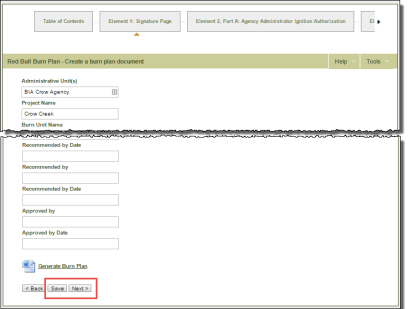 Table of Contents
Element 1: Signature Page
Element 2, Part A: Agency Administrator Ignition Authorization
El
Red Bull Burn Plan - Create a burn plan document
Help
Tools
Administrative Unit(s)
BIA Crow Agency
Project Name
Crow Creek
Burn Unit Name
Recommended by Date
Recommended by
Recommended by Date
Approved by
Approved by Date
Generate Burn Plan
< Back Save Next >